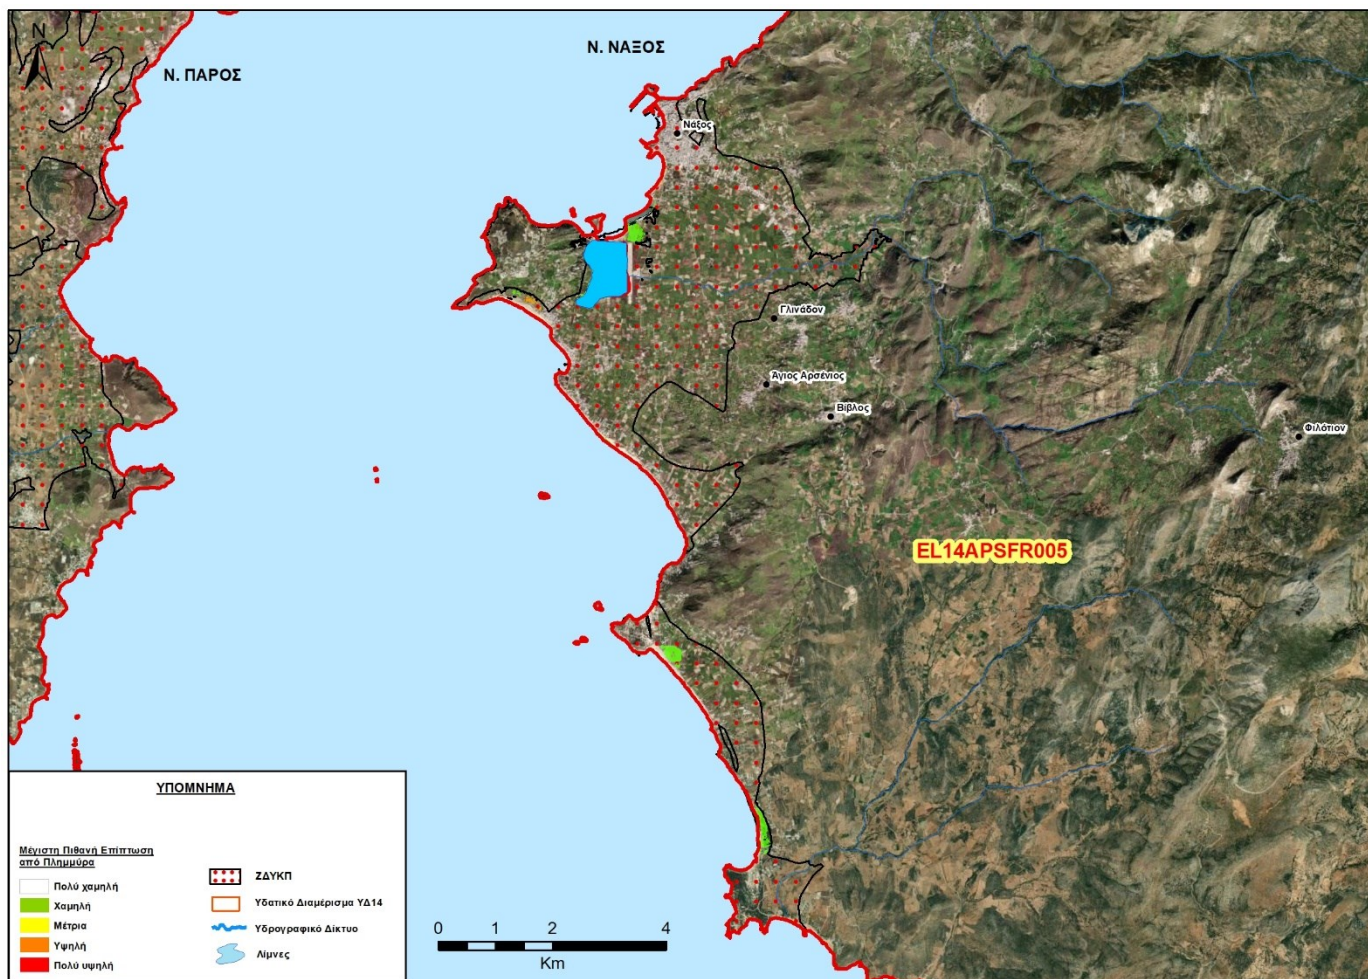 N
Ν. ΠΑΡΟΣ
Ν. ΝΑΞΟΣ
Νάξος
Γλινάδον
Άγιος Αρσένιος
Βίβλος
Φιλότιον
EL14APSFR005
ΥΠΟΜΝΗΜΑ
Μέγιστη Πιθανή Επίπτωση
από Πλημμύρα
Πολύ χαμηλή
Χαμηλή
Μέτρια
Υψηλή
Πολύ υψηλή
ΖΔΥΚΠ
Υδατικό Διαμέρισμα ΥΔ14
Υδρογραφικό Δίκτυο
Λίμνες
0 1 2 4
Km